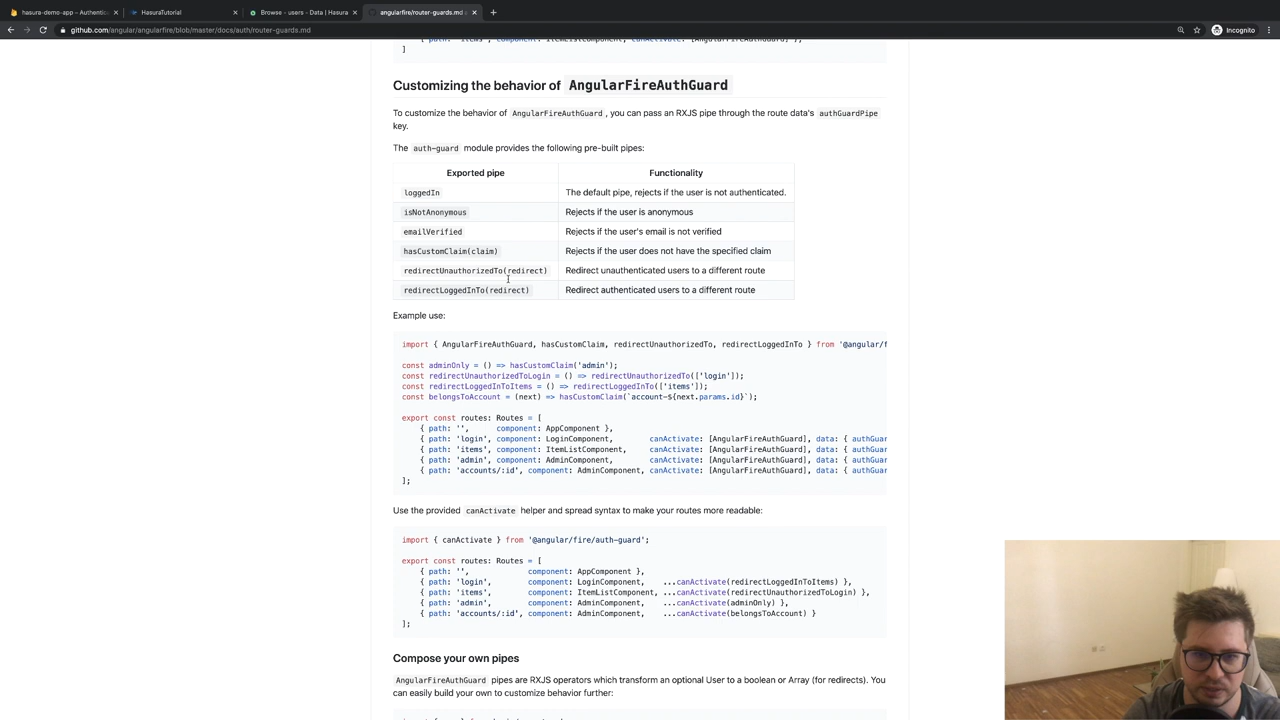 hasura-demo-app – Authentic
HasuraTutorial
Browse - users - Data | Hasura
angularfire/router-guards.md
github.com/angular/angularfire/blob/master/docs/auth/router-guards.md
Incognito
{ path: 'items', component: ItemListComponent, canActivate: [AngularFireAuthGuard] },
]
Customizing the behavior of AngularFireAuthGuard
To customize the behavior of AngularFireAuthGuard , you can pass an RXJS pipe through the route data's authGuardPipe
key.
The auth-guard module provides the following pre-built pipes:
Exported pipe Functionality
loggedIn The default pipe, rejects if the user is not authenticated.
isNotAnonymous Rejects if the user is anonymous
emailVerified Rejects if the user's email is not verified
hasCustomClaim(claim) Rejects if the user does not have the specified claim
redirectUnauthorizedTo(redirect) Redirect unauthenticated users to a different route
redirectLoggedInTo(redirect) Redirect authenticated users to a different route
Example use:
import { AngularFireAuthGuard, hasCustomClaim, redirectUnauthorizedTo, redirectLoggedInTo } from '@angular/f
const adminOnly = () => hasCustomClaim('admin');
const redirectUnauthorizedToLogin = () => redirectUnauthorizedTo(['login']);
const redirectLoggedInToItems = () => redirectLoggedInTo(['items']);
const belongsToAccount = (next) => hasCustomClaim(`account-${next.params.id}`);
export const routes: Routes = [
{ path: '', component: AppComponent },
{ path: 'login', component: LoginComponent, canActivate: [AngularFireAuthGuard], data: { authGuar
{ path: 'items', component: ItemListComponent, canActivate: [AngularFireAuthGuard], data: { authGuar
{ path: 'admin', component: AdminComponent, canActivate: [AngularFireAuthGuard], data: { authGuar
{ path: 'accounts/:id', component: AdminComponent, canActivate: [AngularFireAuthGuard], data: { authGuar
];
Use the provided canActivate helper and spread syntax to make your routes more readable:
import { canActivate } from '@angular/fire/auth-guard';
export const routes: Routes = [
{ path: '', component: AppComponent },
{ path: 'login', component: LoginComponent, ...canActivate(redirectLoggedInToItems) },
{ path: 'items', component: ItemListComponent, ...canActivate(redirectUnauthorizedToLogin) },
{ path: 'admin', component: AdminComponent, ...canActivate(adminOnly) },
{ path: 'accounts/:id', component: AdminComponent, ...canActivate(belongsToAccount) }
];
Compose your own pipes
AngularFireAuthGuard pipes are RXJS operators which transform an optional User to a boolean or Array (for redirects). You
can easily build your own to customize behavior further: